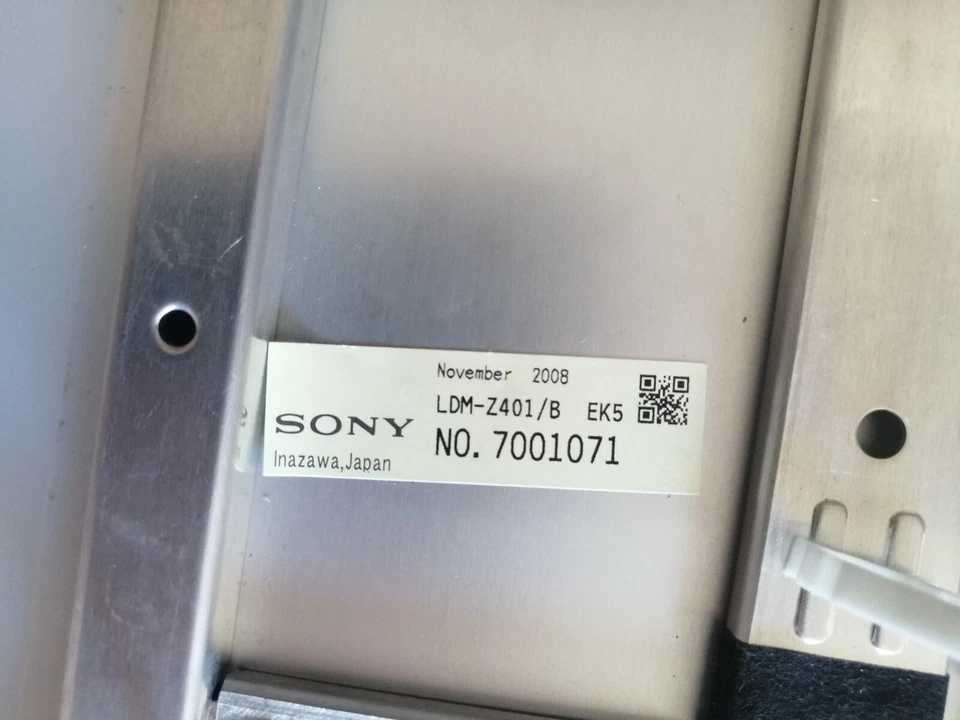 November 2008
LDM-Z401/B EK5
SONY
NO. 7001071
Inazawa,Japan